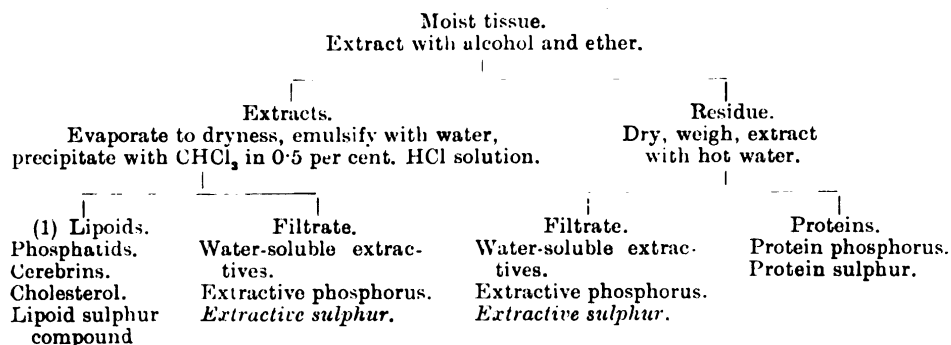 Moist tissue.
Extract with alcohol and ether.
Extracts.
Evaporate to dryness, emulsify with water,
precipitate with CHCl₃ in 0·5 per cent. HCl solution.
Residue.
Dry, weigh, extract
with hot water.
(1) Lipoids.
Phosphatids.
Cerebrins.
Cholesterol.
Lipoid sulphur
compound
Filtrate.
Water-soluble extrac-
tives.
Extractive phosphorus.
Extractive sulphur.
Filtrate.
Water-soluble extrac-
tives.
Extractive phosphorus.
Extractive sulphur.
Proteins.
Protein phosphorus.
Protein sulphur.